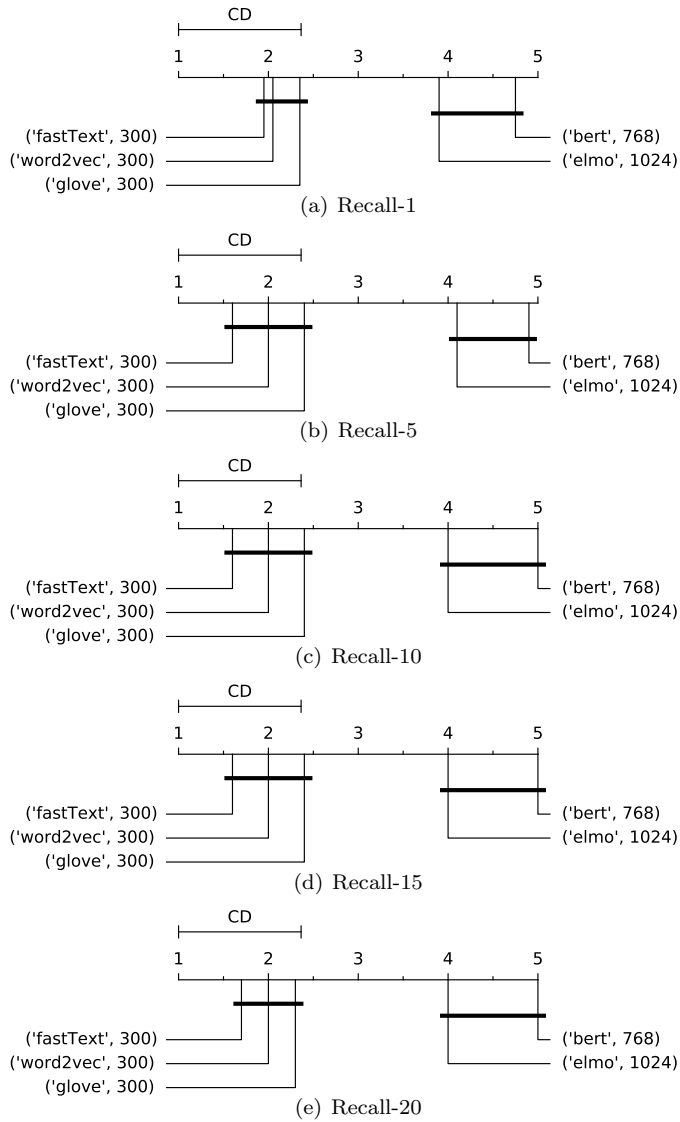 CD
1 2 3 4 5
('fastText', 300) ('bert', 768)
('word2vec', 300) ('elmo', 1024)
('glove', 300)
(a) Recall-1
CD
1 2 3 4 5
('fastText', 300) ('bert', 768)
('word2vec', 300) ('elmo', 1024)
('glove', 300)
(b) Recall-5
CD
1 2 3 4 5
('fastText', 300) ('bert', 768)
('word2vec', 300) ('elmo', 1024)
('glove', 300)
(c) Recall-10
CD
1 2 3 4 5
('fastText', 300) ('bert', 768)
('word2vec', 300) ('elmo', 1024)
('glove', 300)
(d) Recall-15
CD
1 2 3 4 5
('fastText', 300) ('bert', 768)
('word2vec', 300) ('elmo', 1024)
('glove', 300)
(e) Recall-20